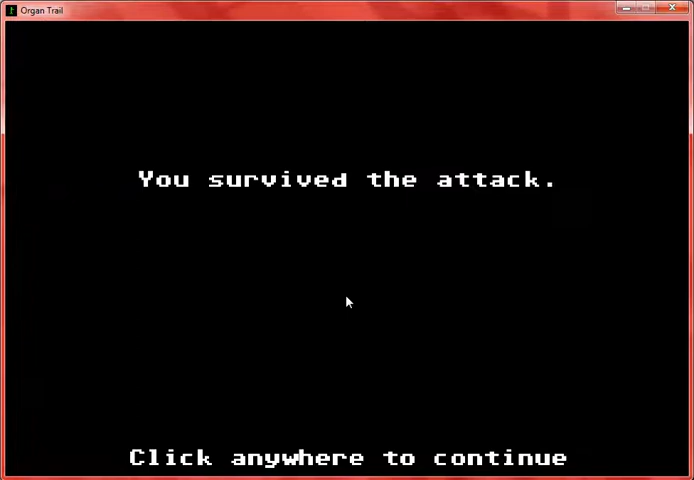 Organ Trail
You survived the attack.
Click anywhere to continue